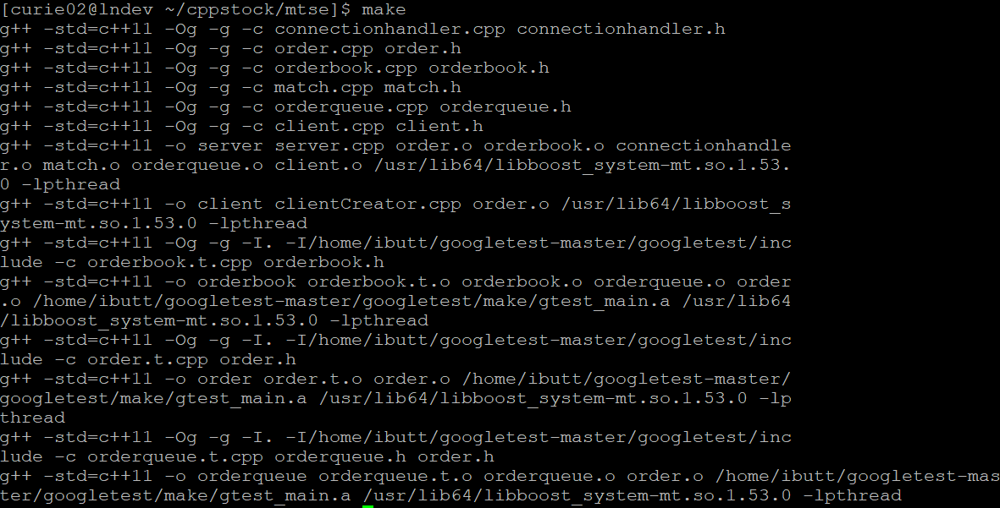 [curie02@lndev ~/cppstock/mtse]$ make
g++ -std=c++11 -Og -g -c connectionhandler.cpp connectionhandler.h
g++ -std=c++11 -Og -g -c order.cpp order.h
g++ -std=c++11 -Og -g -c orderbook.cpp orderbook.h
g++ -std=c++11 -Og -g -c match.cpp match.h
g++ -std=c++11 -Og -g -c orderqueue.cpp orderqueue.h
g++ -std=c++11 -Og -g -c client.cpp client.h
g++ -std=c++11 -o server server.cpp order.o orderbook.o connectionhandle
r.o match.o orderqueue.o client.o /usr/lib64/libboost_system-mt.so.1.53.
0 -lpthread
g++ -std=c++11 -o client clientCreator.cpp order.o /usr/lib64/libboost_s
ystem-mt.so.1.53.0 -lpthread
g++ -std=c++11 -Og -g -I. -I/home/ibutt/googletest-master/googletest/inc
lude -c orderbook.t.cpp orderbook.h
g++ -std=c++11 -o orderbook orderbook.t.o orderbook.o orderqueue.o order
.o /home/ibutt/googletest-master/googletest/make/gtest_main.a /usr/lib64
/libboost_system-mt.so.1.53.0 -lpthread
g++ -std=c++11 -Og -g -I. -I/home/ibutt/googletest-master/googletest/inc
lude -c order.t.cpp order.h
g++ -std=c++11 -o order order.t.o order.o /home/ibutt/googletest-master/
googletest/make/gtest_main.a /usr/lib64/libboost_system-mt.so.1.53.0 -lp
thread
g++ -std=c++11 -Og -g -I. -I/home/ibutt/googletest-master/googletest/inc
lude -c orderqueue.t.cpp orderqueue.h order.h
g++ -std=c++11 -o orderqueue orderqueue.t.o orderqueue.o order.o /home/ibutt/googletest-mas
ter/googletest/make/gtest_main.a /usr/lib64/libboost_system-mt.so.1.53.0 -lpthread